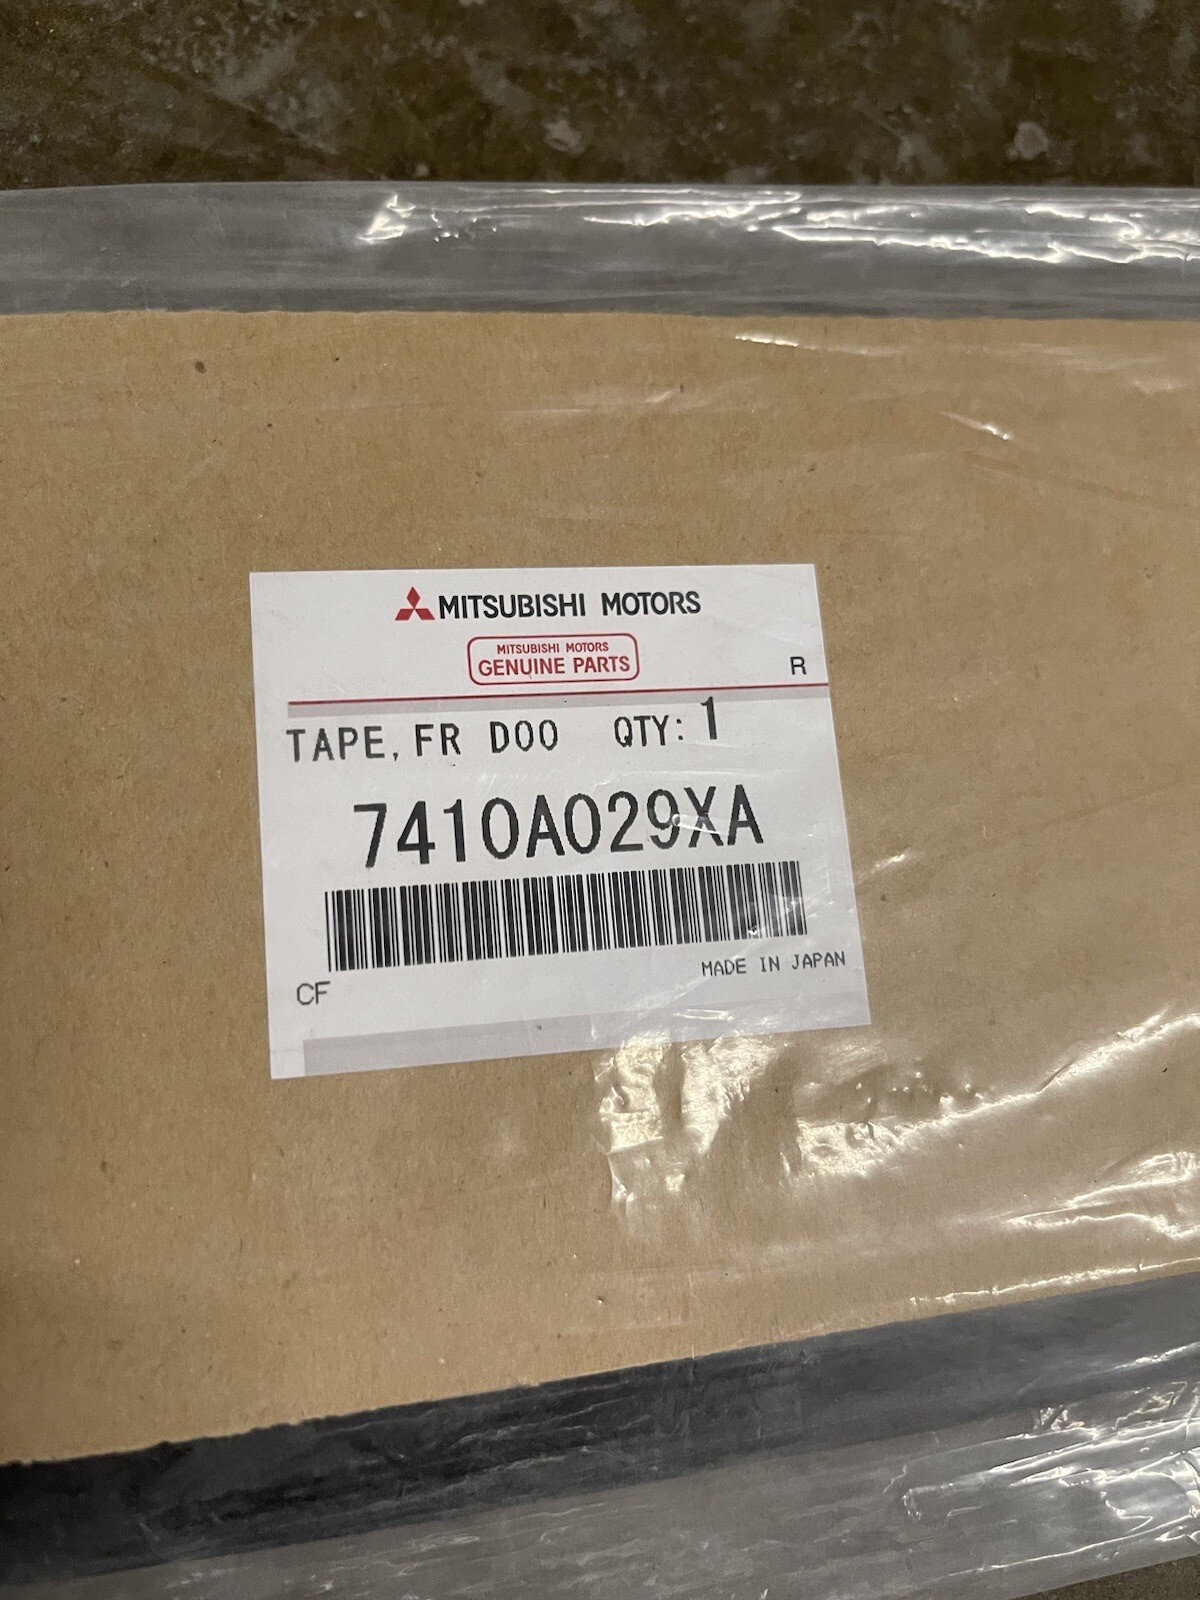 MITSUBISHI MOTORS
MITSUBISHI MOTORS
GENUINE PARTS
R
TAPE, FR DOO QTY: 1
7410A029XA
MADE IN JAPAN
CF